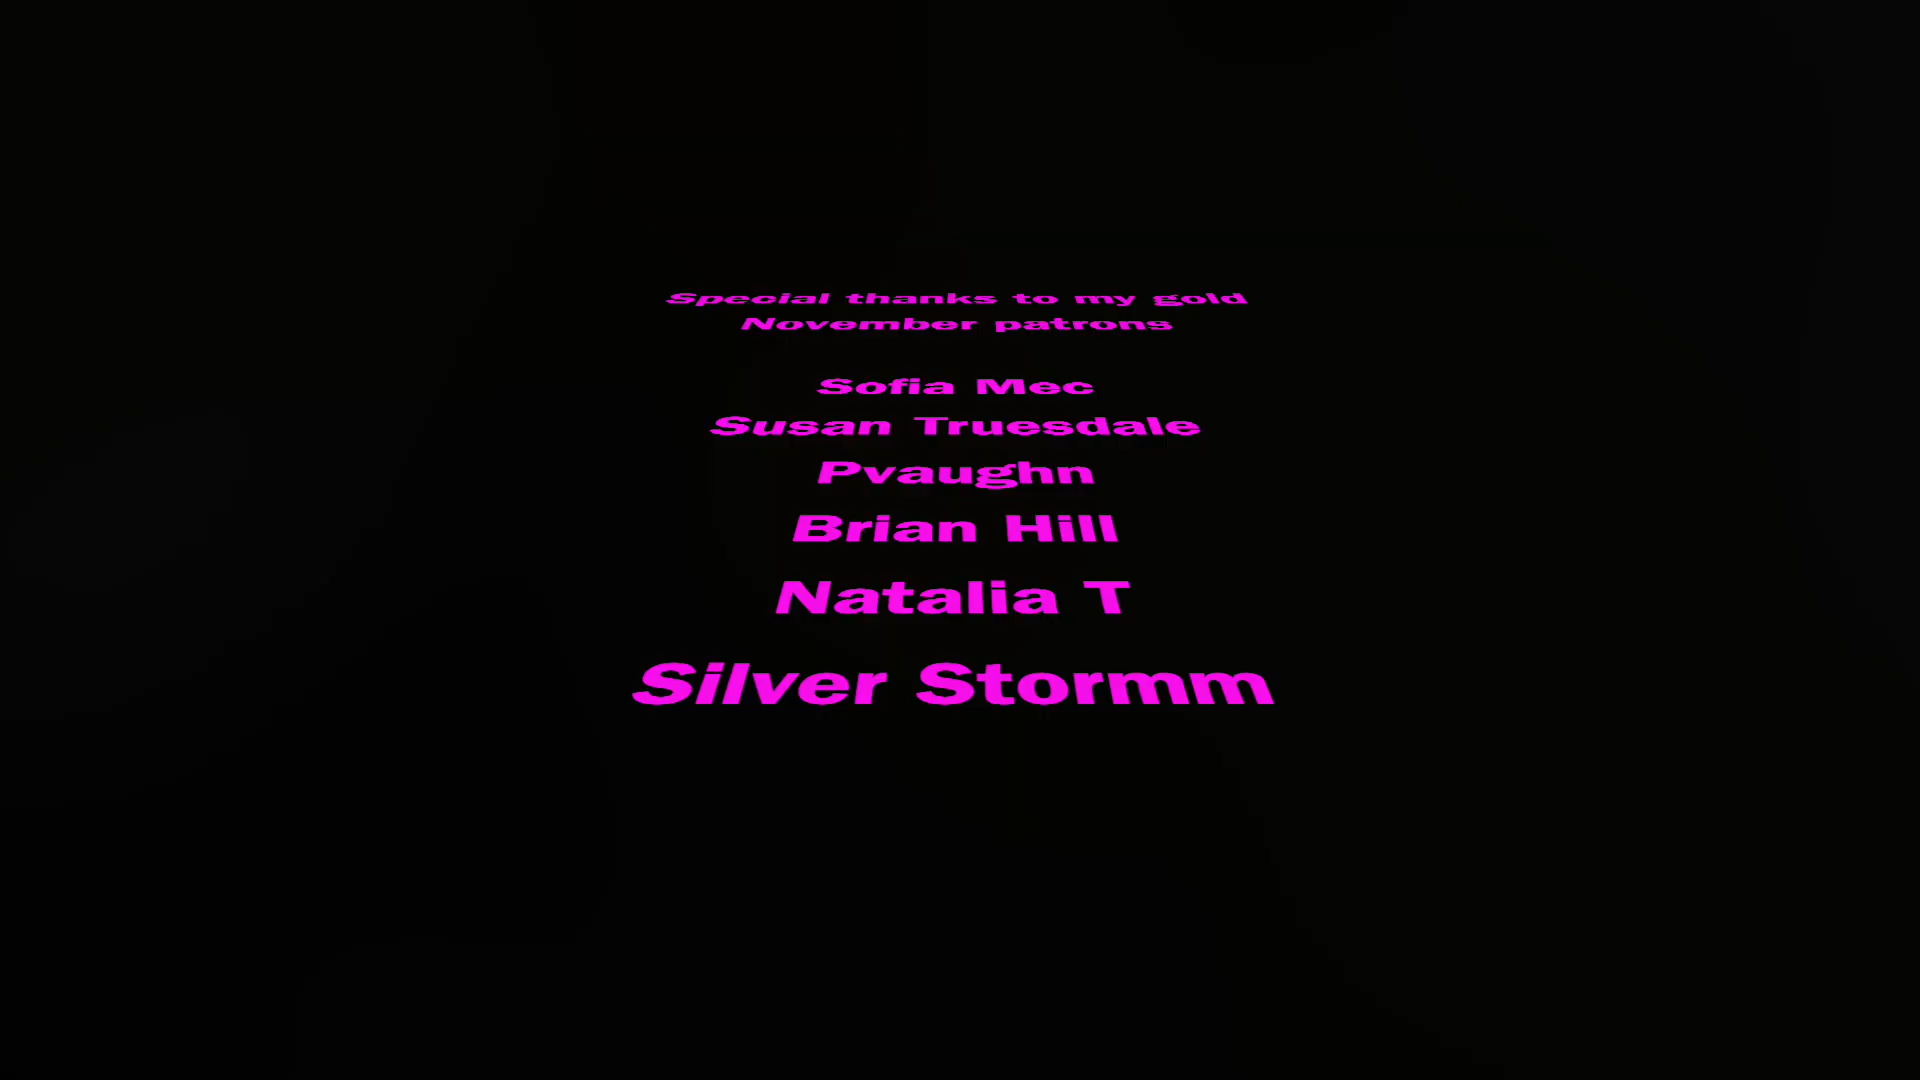 Special thanks to my gold
November patrons
Sofia Mec
Susan Truesdale
Pvaughn
Brian Hill
Natalia T
Silver Stormm